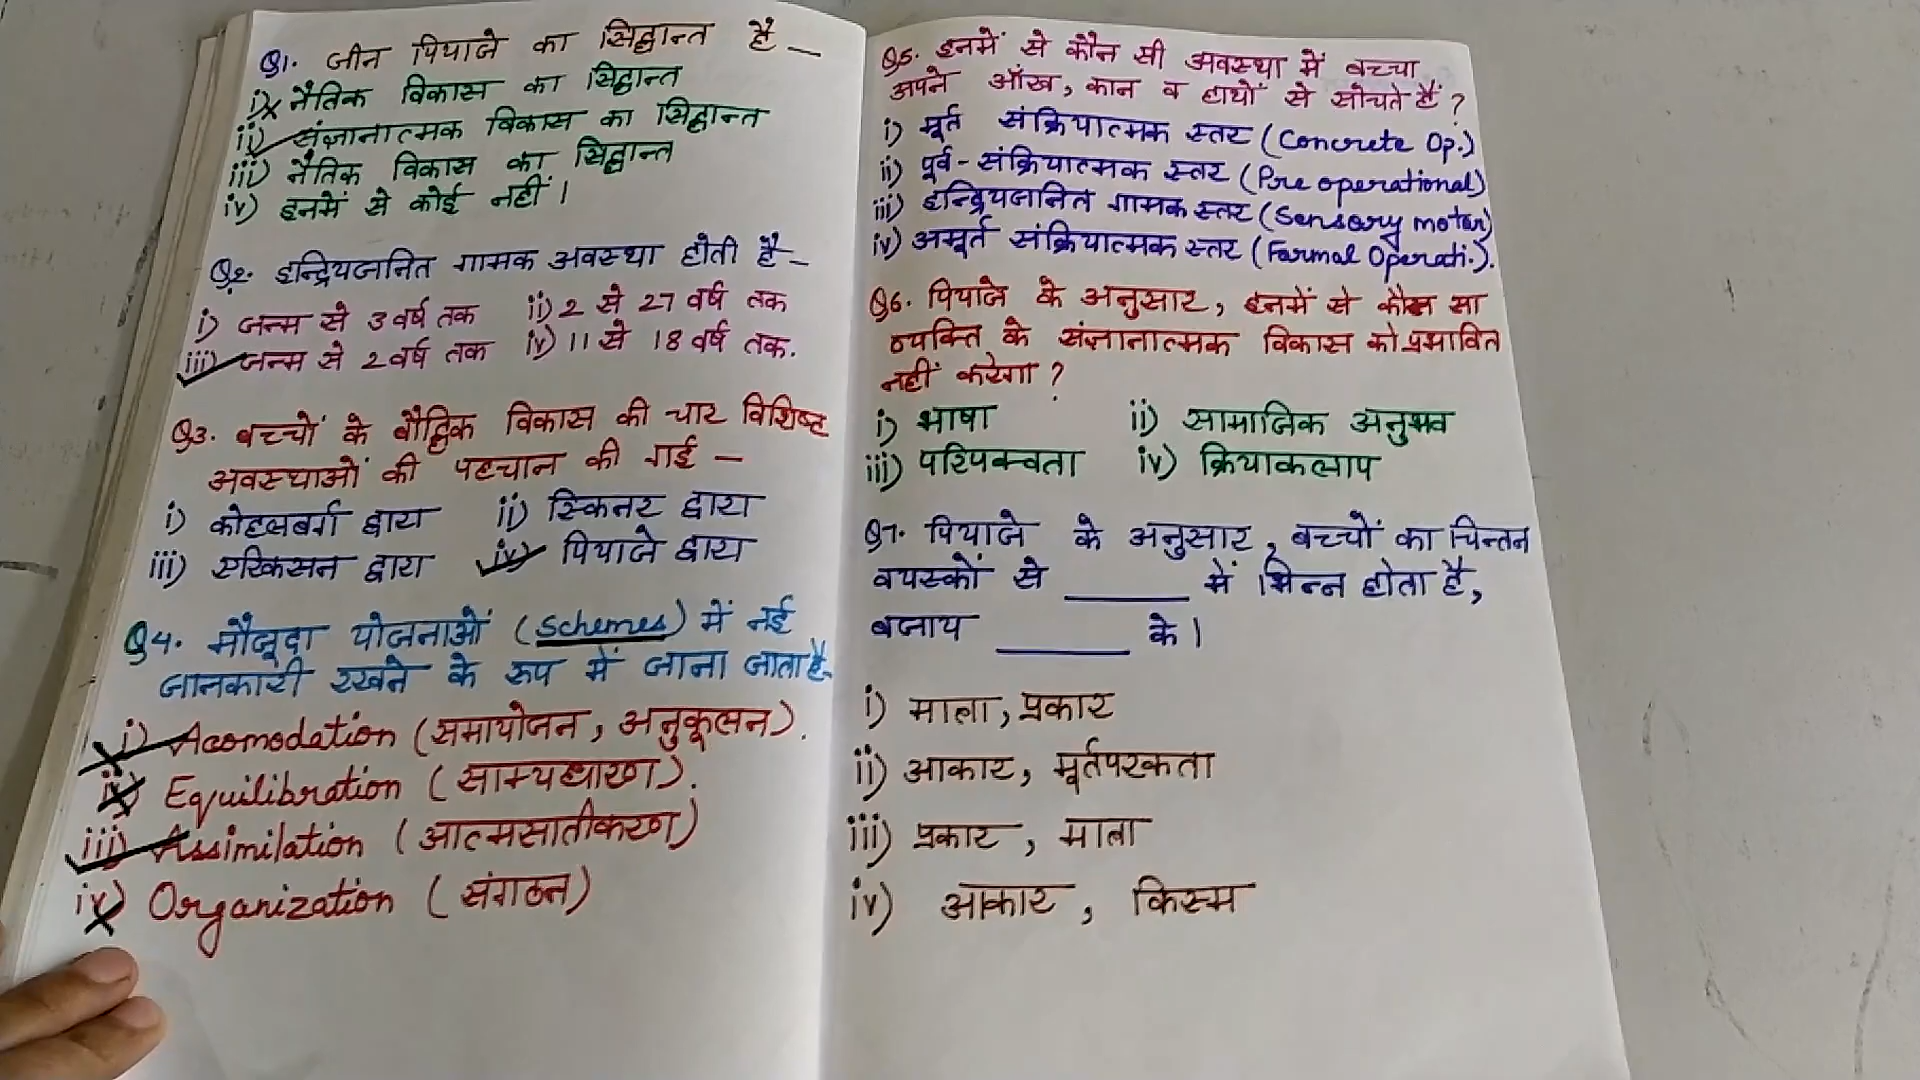 Q1. जीन पियाजे का सिद्धान्त है –
i) नैतिक विकास का सिद्धान्त
ii) संज्ञानात्मक विकास का सिद्धान्त
iii) नैतिक विकास का सिद्धान्त
iv) इनमें से कोई नहीं।
Q2. इन्द्रियजनित गामक अवस्था होती है –
i) जन्म से 3 वर्ष तक ii) 2 से 27 वर्ष तक
iii) जन्म से 2 वर्ष तक iv) 11 से 18 वर्ष तक.
Q3. बच्चों के बौद्धिक विकास की चार विशिष्ट
अवस्थाओं की पहचान की गई –
i) कोहलबर्ग द्वारा ii) स्किनर द्वारा
iii) एरिकसन द्वारा iv) पियाजे द्वारा
Q4. मौजूदा योजनाओं (schemes) में नई
जानकारी रखने के रूप में जाना जाता है-
i) Acomodation (समायोजन, अनुकूलन).
ii) Equilibration (साम्यधारण).
iii) Assimilation (आत्मसातीकरण)
iv) Organization (संगठन)
Q5. इनमें से कौन सी अवस्था में बच्चा
अपने आँख, कान व हाथों से सोचते हैं ?
i) मूर्त संक्रियात्मक स्तर (Concrete Op.)
ii) पूर्व-संक्रियात्मक स्तर (Pre operational)
iii) इन्द्रियजनित गामक स्तर (Sensory motor)
iv) अमूर्त संक्रियात्मक स्तर (Farmal Operati.).
Q6. पियाजे के अनुसार, इनमें से कौन सा
व्यक्ति के संज्ञानात्मक विकास को प्रभावित
नहीं करेगा ?
i) भाषा ii) सामाजिक अनुभव
iii) परिपक्वता iv) क्रियाकलाप
Q7. पियाजे के अनुसार, बच्चों का चिन्तन
वयस्कों से ______ में भिन्न होता है,
बजाय ______ के।
i) मात्रा, प्रकार
ii) आकार, मूर्तपरकता
iii) प्रकार, मात्रा
iv) आकार, किस्म